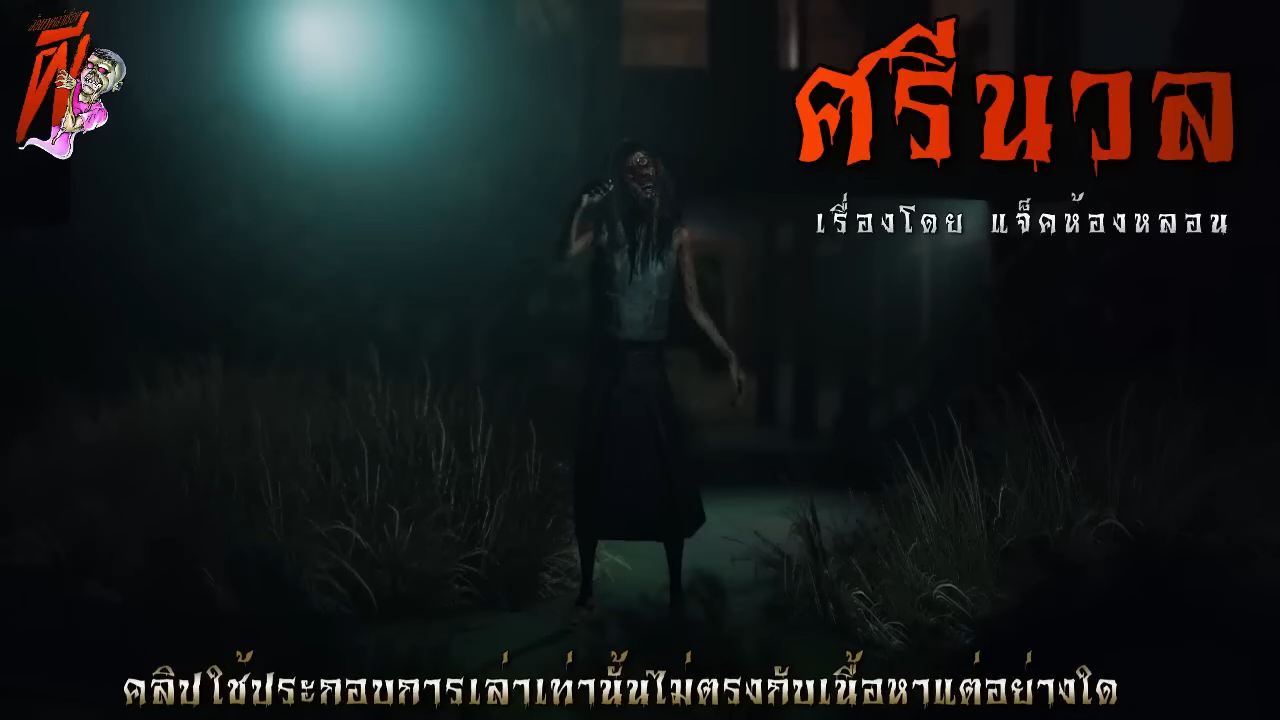 ผี
ศรีนวล
เรื่องโดย แจ็คห้องหลอน
คลิปใช้ประกอบการเล่าเท่านั้นไม่ตรงกับเนื้อหาแต่อย่างใด